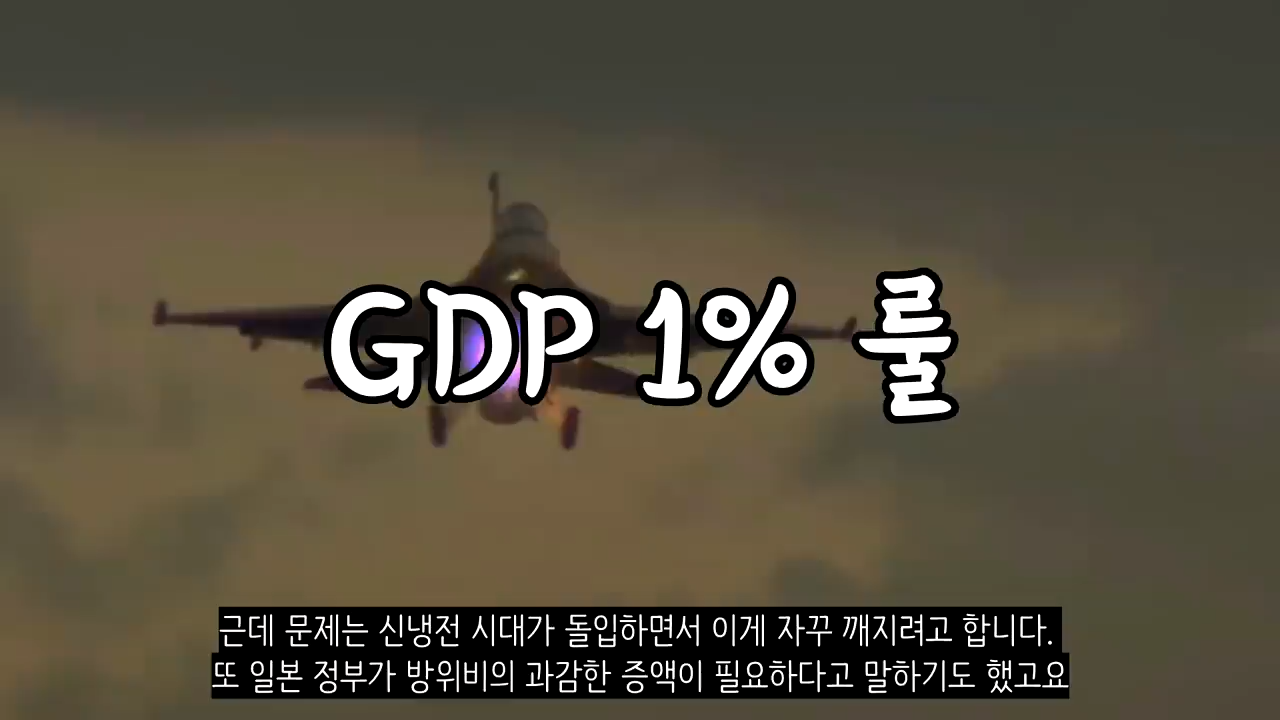 GDP 1% 룰
근데 문제는 신냉전 시대가 돌입하면서 이게 자꾸 깨지려고 합니다.
또 일본 정부가 방위비의 과감한 증액이 필요하다고 말하기도 했고요